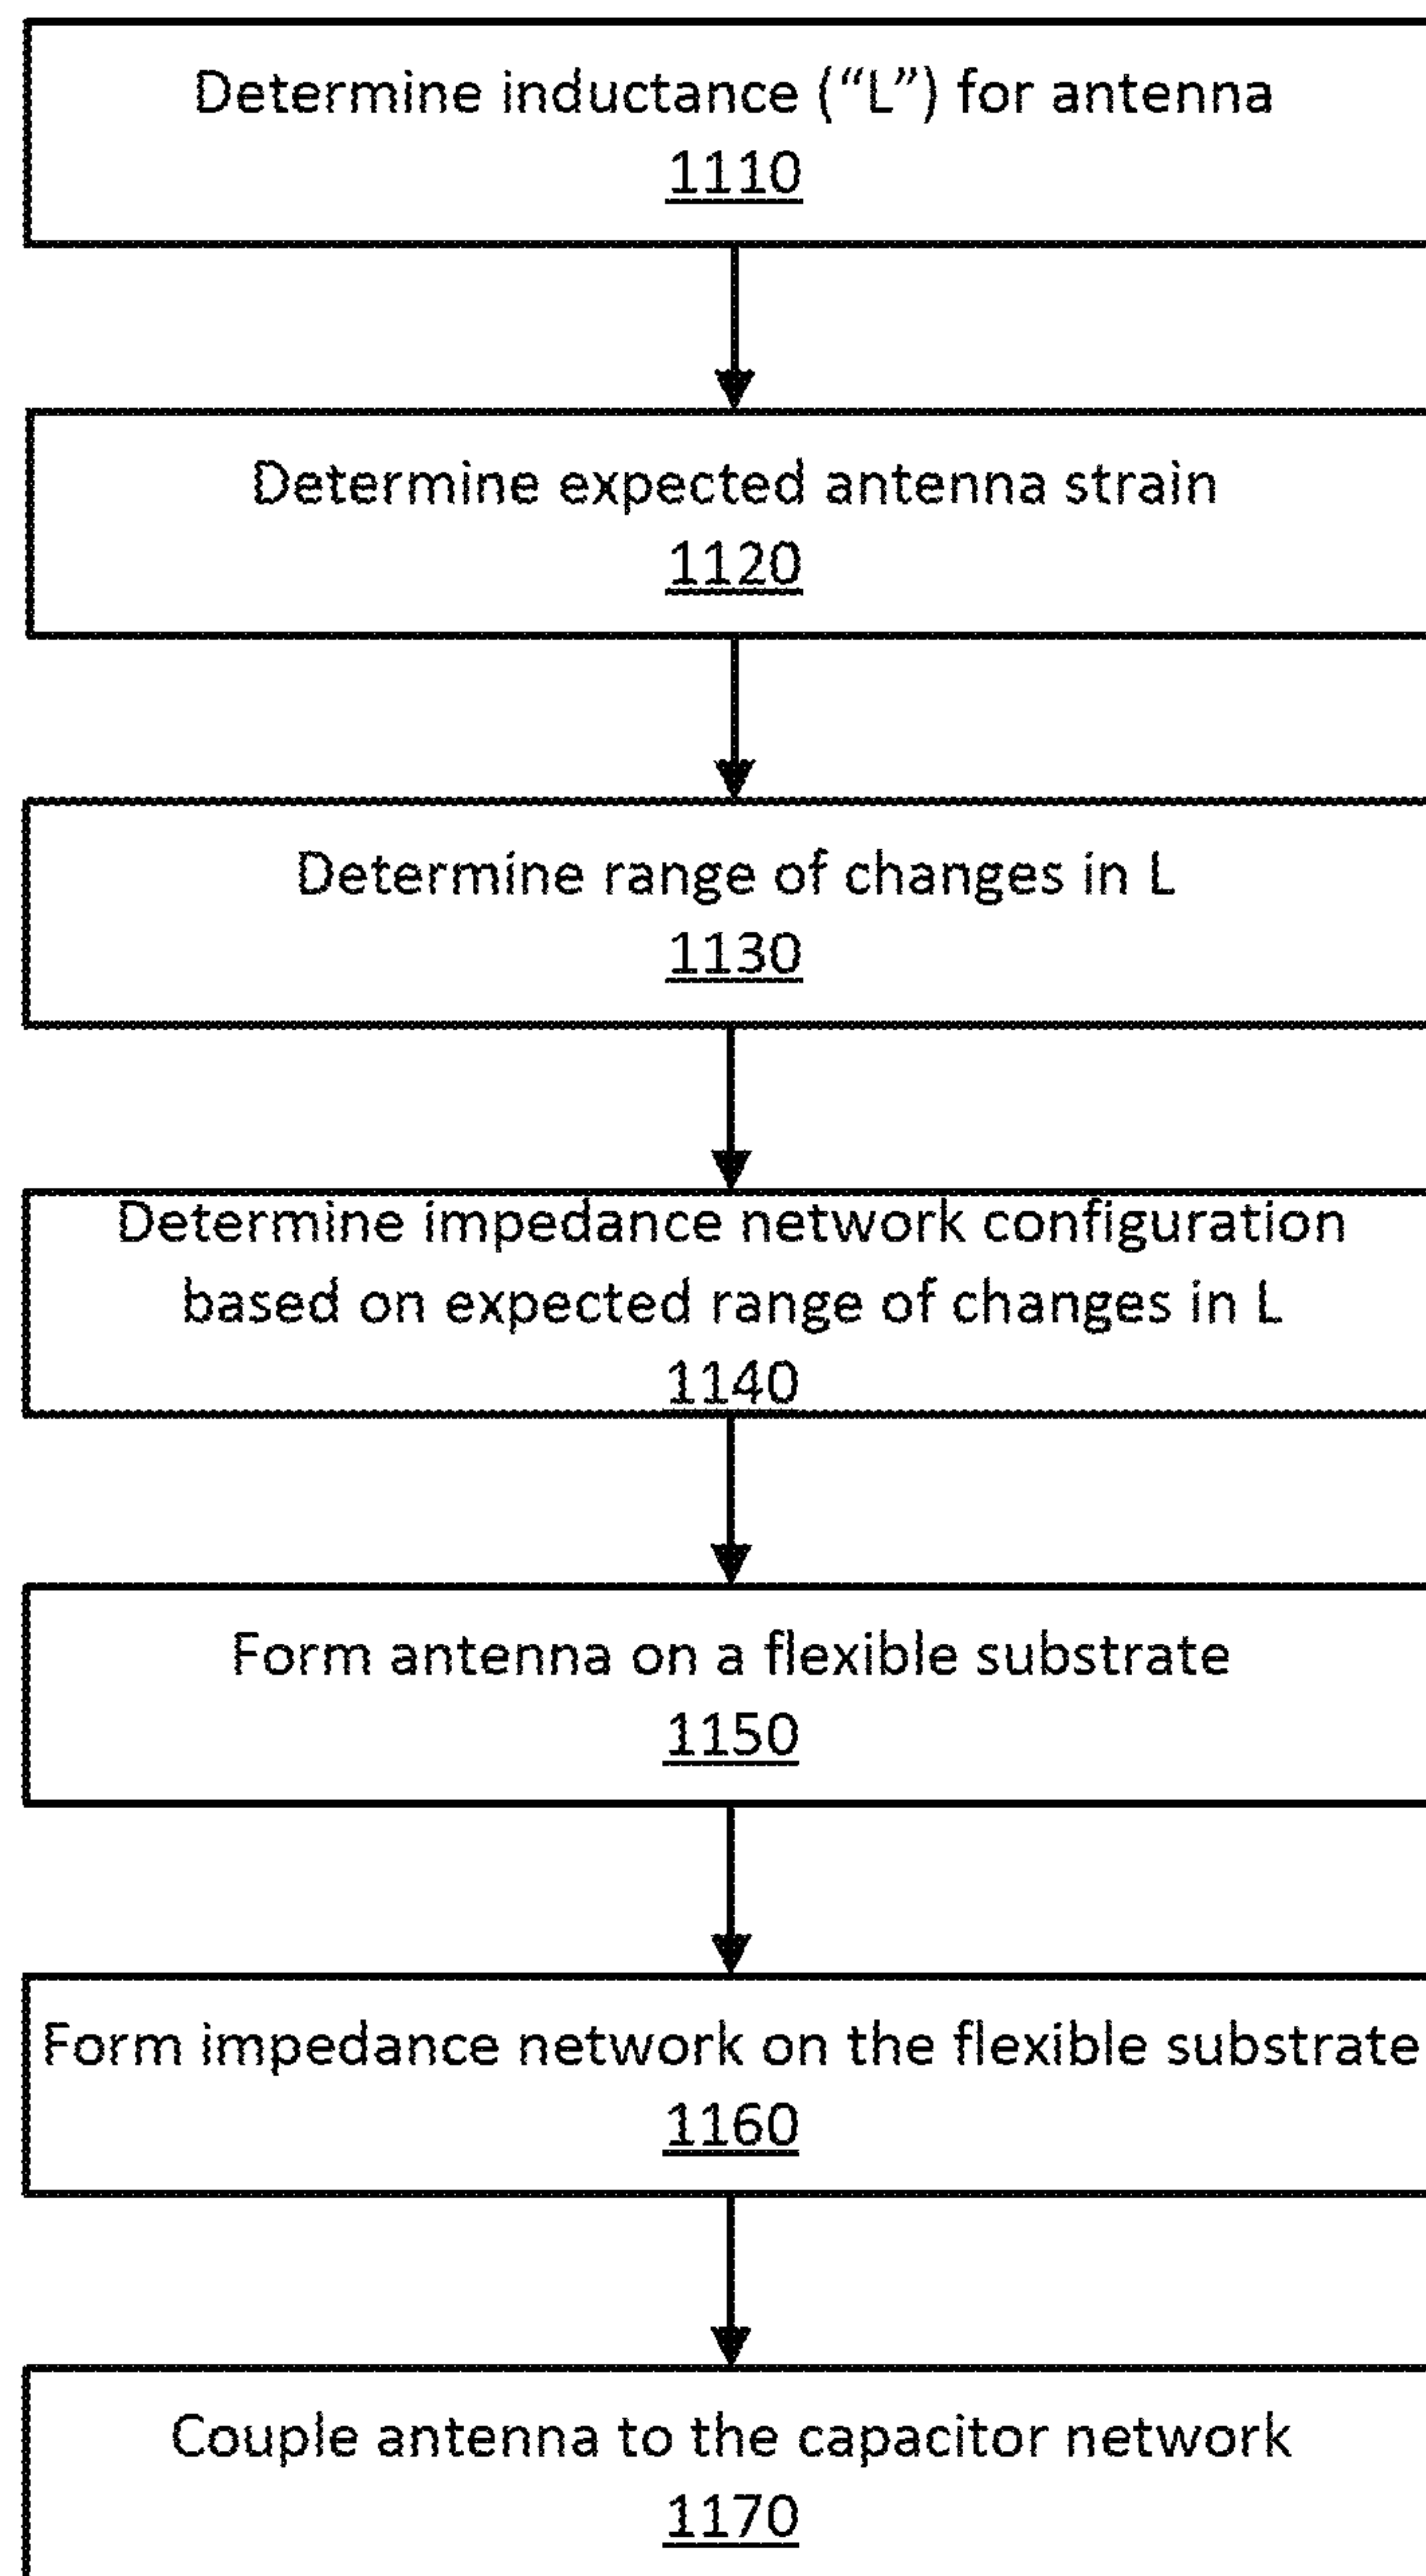 Determine inductance (“L”) for antenna
1110
Determine expected antenna strain
1120
Determine range of changes in L
1130
Determine impedance network configuration
based on expected range of changes in L
1140
Form antenna on a flexible substrate
1150
Form impedance network on the flexible substrate
1160
Couple antenna to the capacitor network
1170